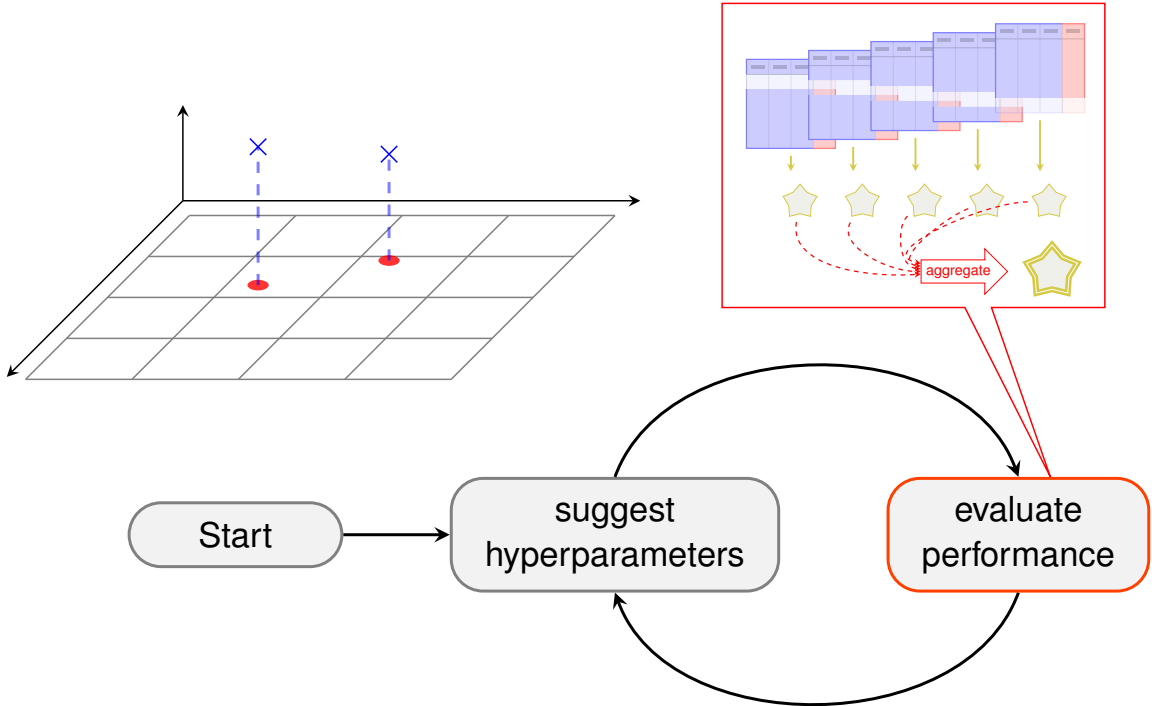 aggregate
Start
suggest
hyperparameters
evaluate
performance